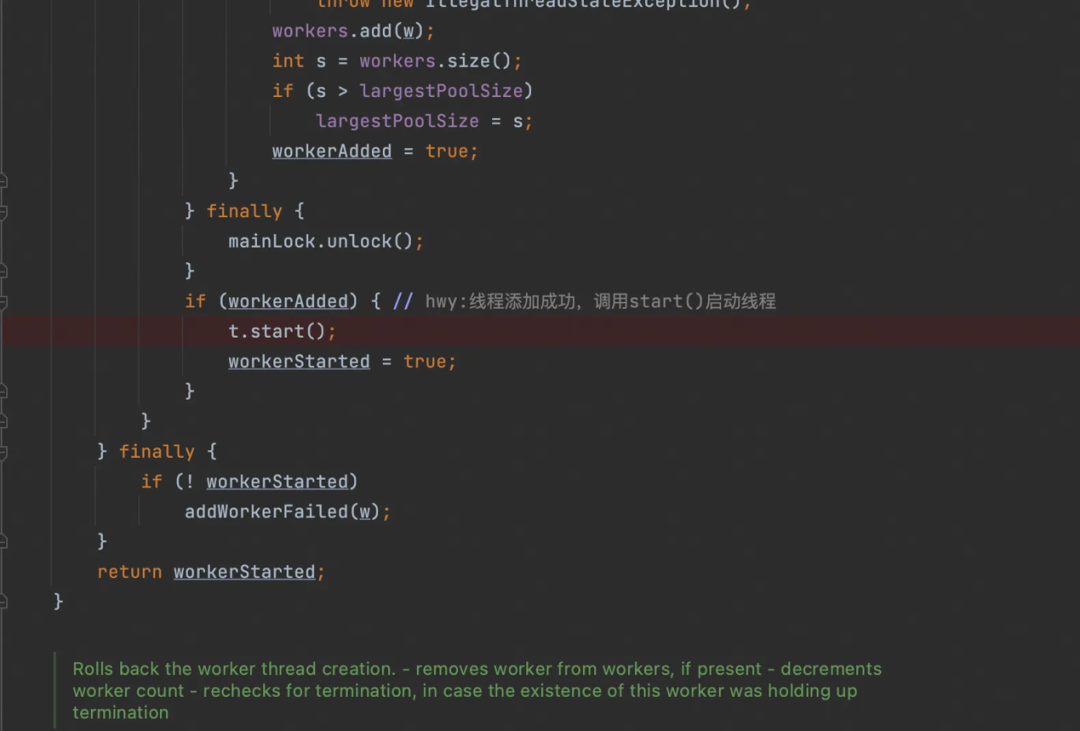 throw new IllegalThreadStateException();
workers.add(w);
int s = workers.size();
if (s > largestPoolSize)
largestPoolSize = s;
workerAdded = true;
}
} finally {
mainLock.unlock();
}
if (workerAdded) { // hwy:线程添加成功，调用start()启动线程
t.start();
workerStarted = true;
}
}
} finally {
if (! workerStarted)
addWorkerFailed(w);
}
return workerStarted;
}
Rolls back the worker thread creation. - removes worker from workers, if present - decrements
worker count - rechecks for termination, in case the existence of this worker was holding up
termination